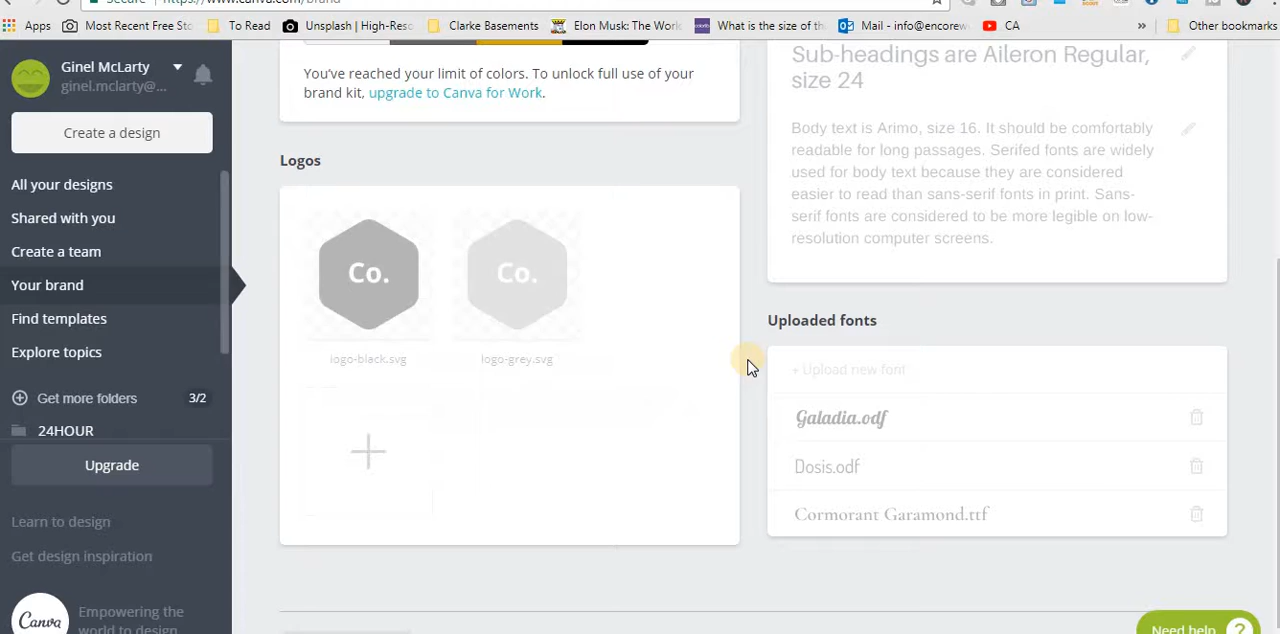 Secure https://www.canva.com/brand
Apps Most Recent Free Sto To Read Unsplash | High-Reso Clarke Basements Elon Musk: The Work What is the size of th Mail - info@encorew CA » Other bookmarks
Ginel McLarty
ginel.mclarty@...
Create a design
All your designs
Shared with you
Create a team
Your brand
Find templates
Explore topics
Get more folders 3/2
24HOUR
Upgrade
Learn to design
Get design inspiration
Canva
Empowering the
world to design
You've reached your limit of colors. To unlock full use of your
brand kit, upgrade to Canva for Work.
Logos
Co. Co.
logo-black.svg logo-grey.svg
+
Sub-headings are Aileron Regular,
size 24
Body text is Arimo, size 16. It should be comfortably
readable for long passages. Serifed fonts are widely
used for body text because they are considered
easier to read than sans-serif fonts in print. Sans-
serif fonts are considered to be more legible on low-
resolution computer screens.
Uploaded fonts
+ Upload new font
Galadia.odf
Dosis.odf
Cormorant Garamond.ttf
Need help ?